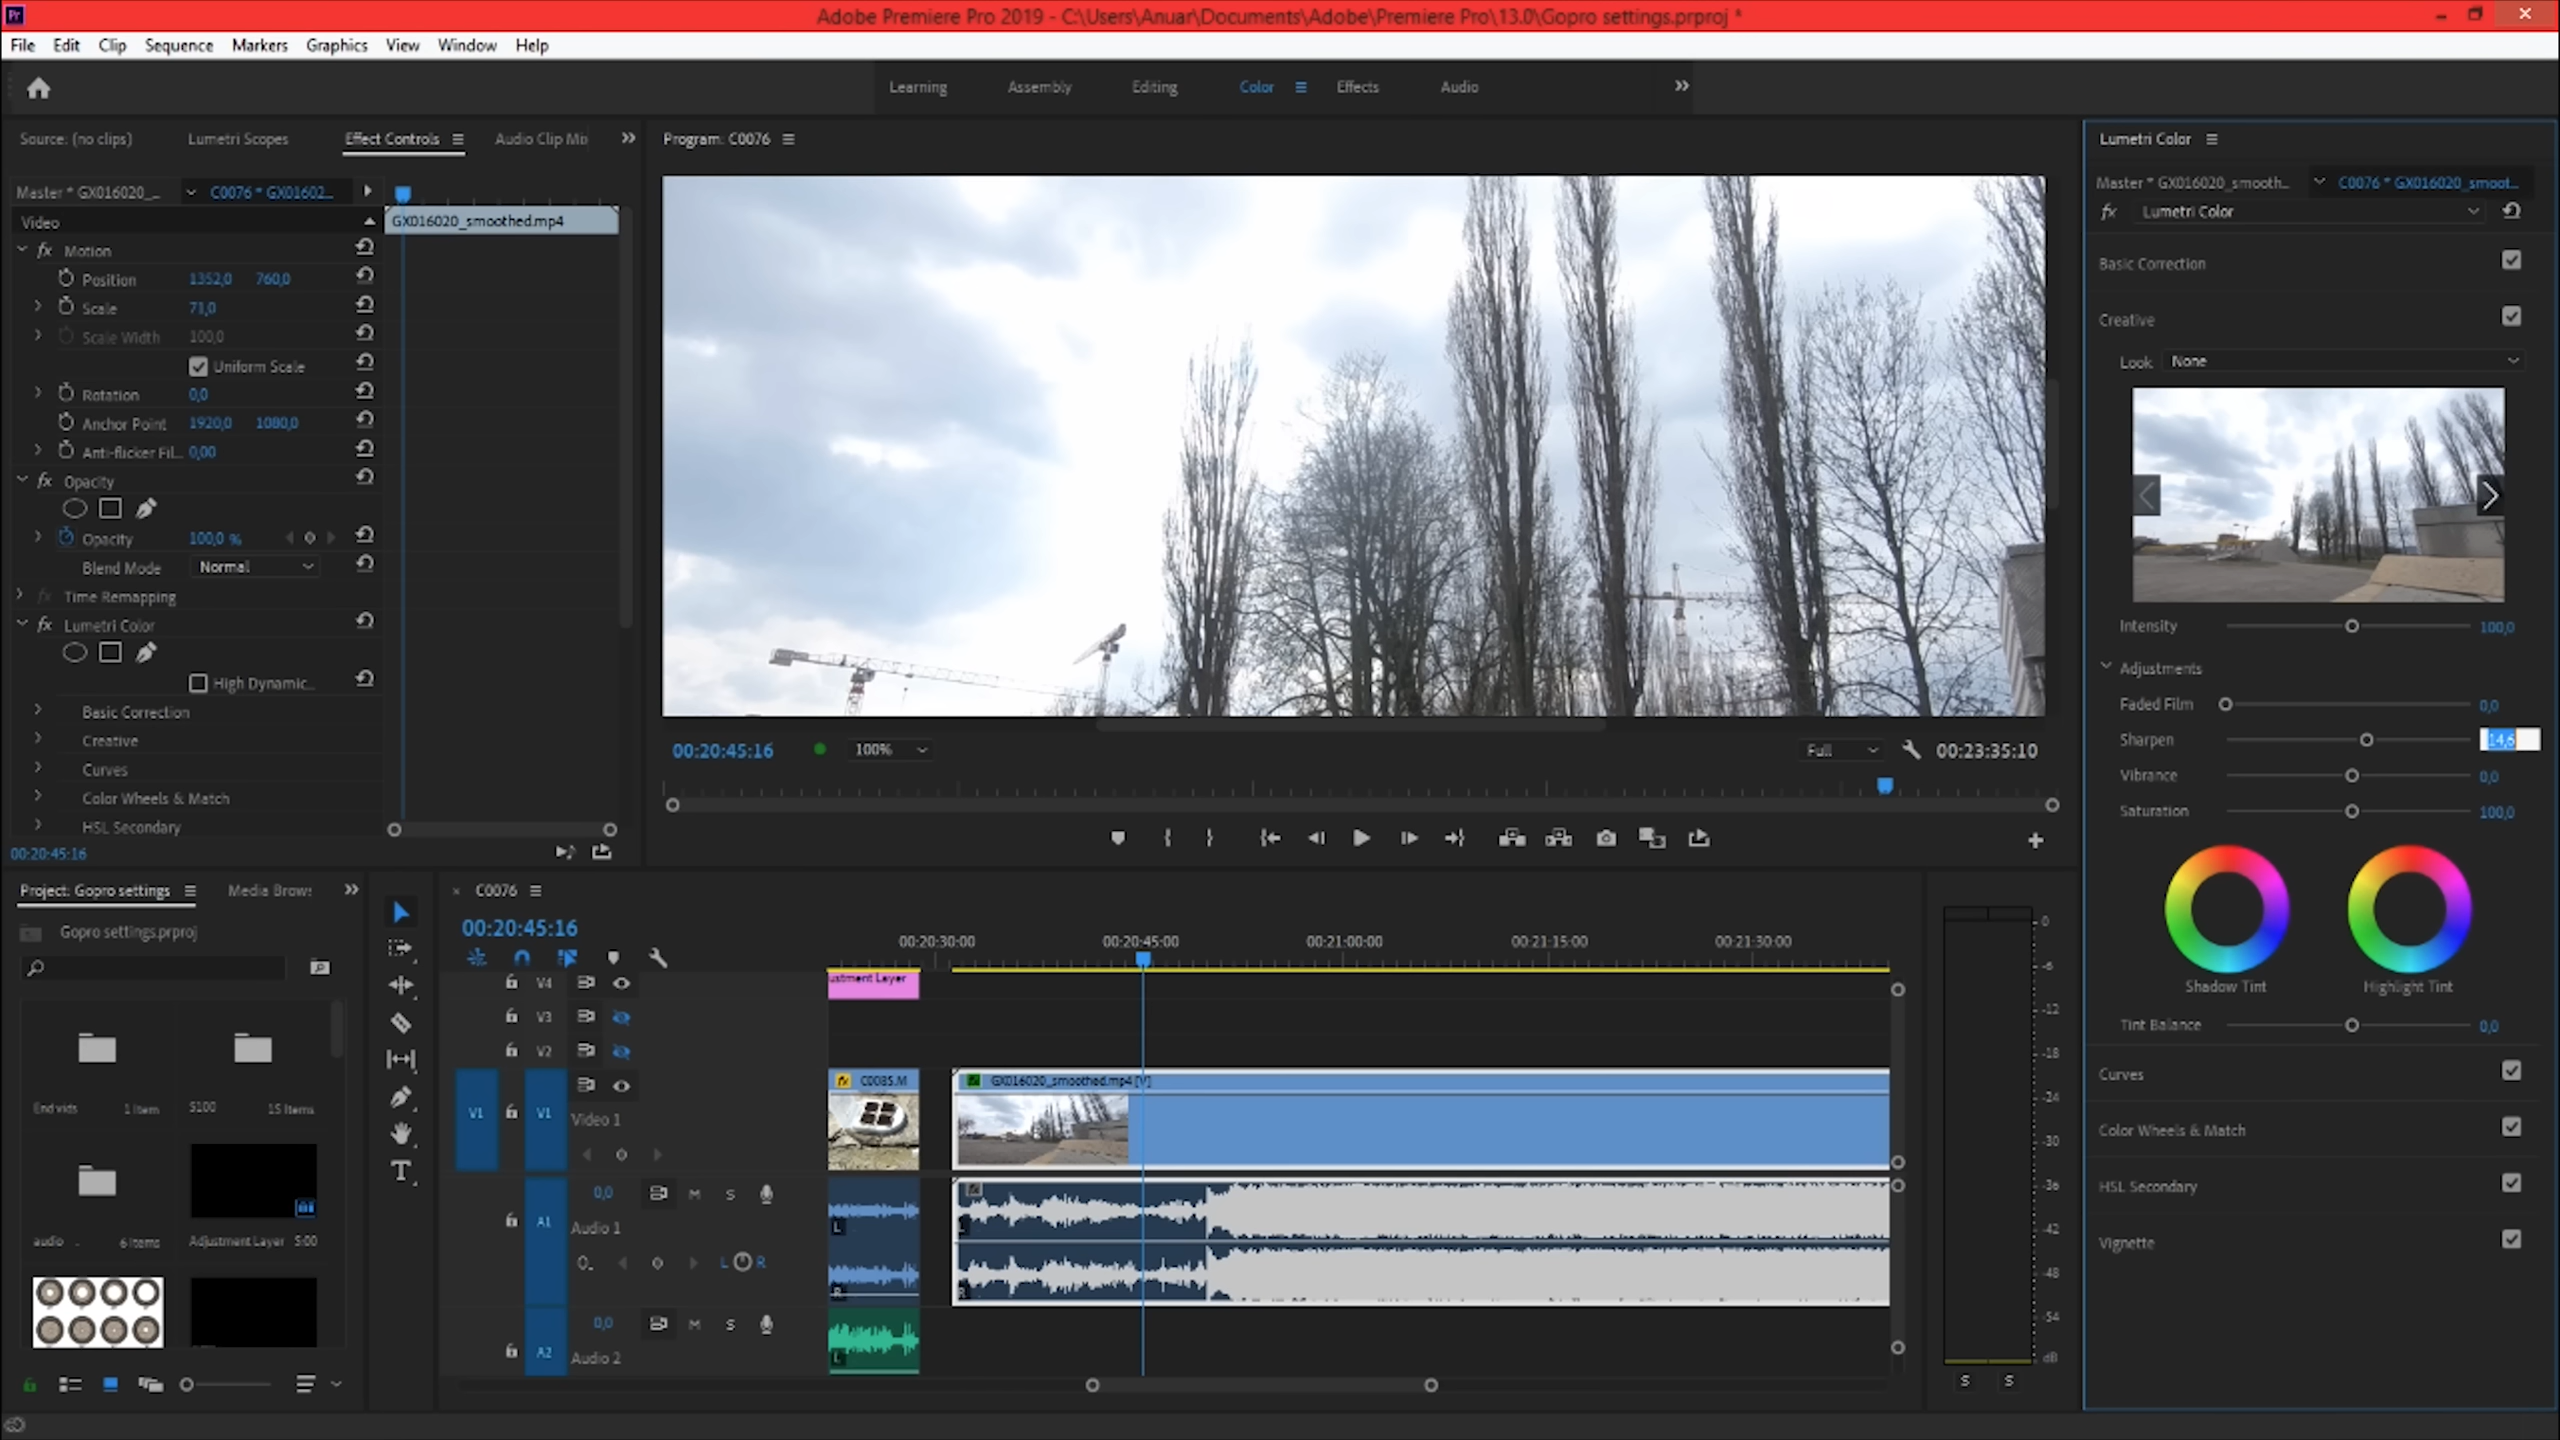 Pr
Adobe Premiere Pro 2019 - C:\Users\Anuar\Documents\Adobe\Premiere Pro\13.0\Gopro settings.prproj *
File Edit Clip Sequence Markers Graphics View Window Help
Learning Assembly Editing Color Effects Audio
Source: (no clips) Lumetri Scopes Effect Controls Audio Clip Mi
Master * GX016020_... C0076 * GX01602...
Video
GX016020_smoothed.mp4
fx Motion
Position 1352,0 760,0
Scale 71,0
Scale Width 100,0
Uniform Scale
Rotation 0,0
Anchor Point 1920,0 1080,0
Anti-flicker Fil... 0,00
fx Opacity
Opacity 100,0 %
Blend Mode Normal
fx Time Remapping
fx Lumetri Color
High Dynamic...
Basic Correction
Creative
Curves
Color Wheels & Match
HSL Secondary
00:20:45:16
Program: C0076
00:20:45:16 100% Full 00:23:35:10
Lumetri Color
Master * GX016020_smooth... C0076 * GX016020_smoot...
fx Lumetri Color
Basic Correction
Creative
Look None
Intensity 100,0
Adjustments
Faded Film 0,0
Sharpen 14,6
Vibrance 0,0
Saturation 100,0
Shadow Tint Highlight Tint
Tint Balance 0,0
Curves
Color Wheels & Match
HSL Secondary
Vignette
Project: Gopro settings Media Brows
Gopro settings.prproj
End vids 1 Item S100 15 Items
audio 6 Items Adjustment Layer 5:00
C0076
00:20:45:16
00:20:30:00 00:20:45:00 00:21:00:00 00:21:15:00 00:21:30:00
V4 ustment Layer
V3
V2
V1 V1 Video 1
fx C0085.M
GX016020_smoothed.mp4 [V]
0,0 M S
A1 Audio 1
0.. L R
L R L R
0,0 M S
A2 Audio 2
L
0
-6
-12
-18
-24
-30
-36
-42
-48
-54
dB
S S